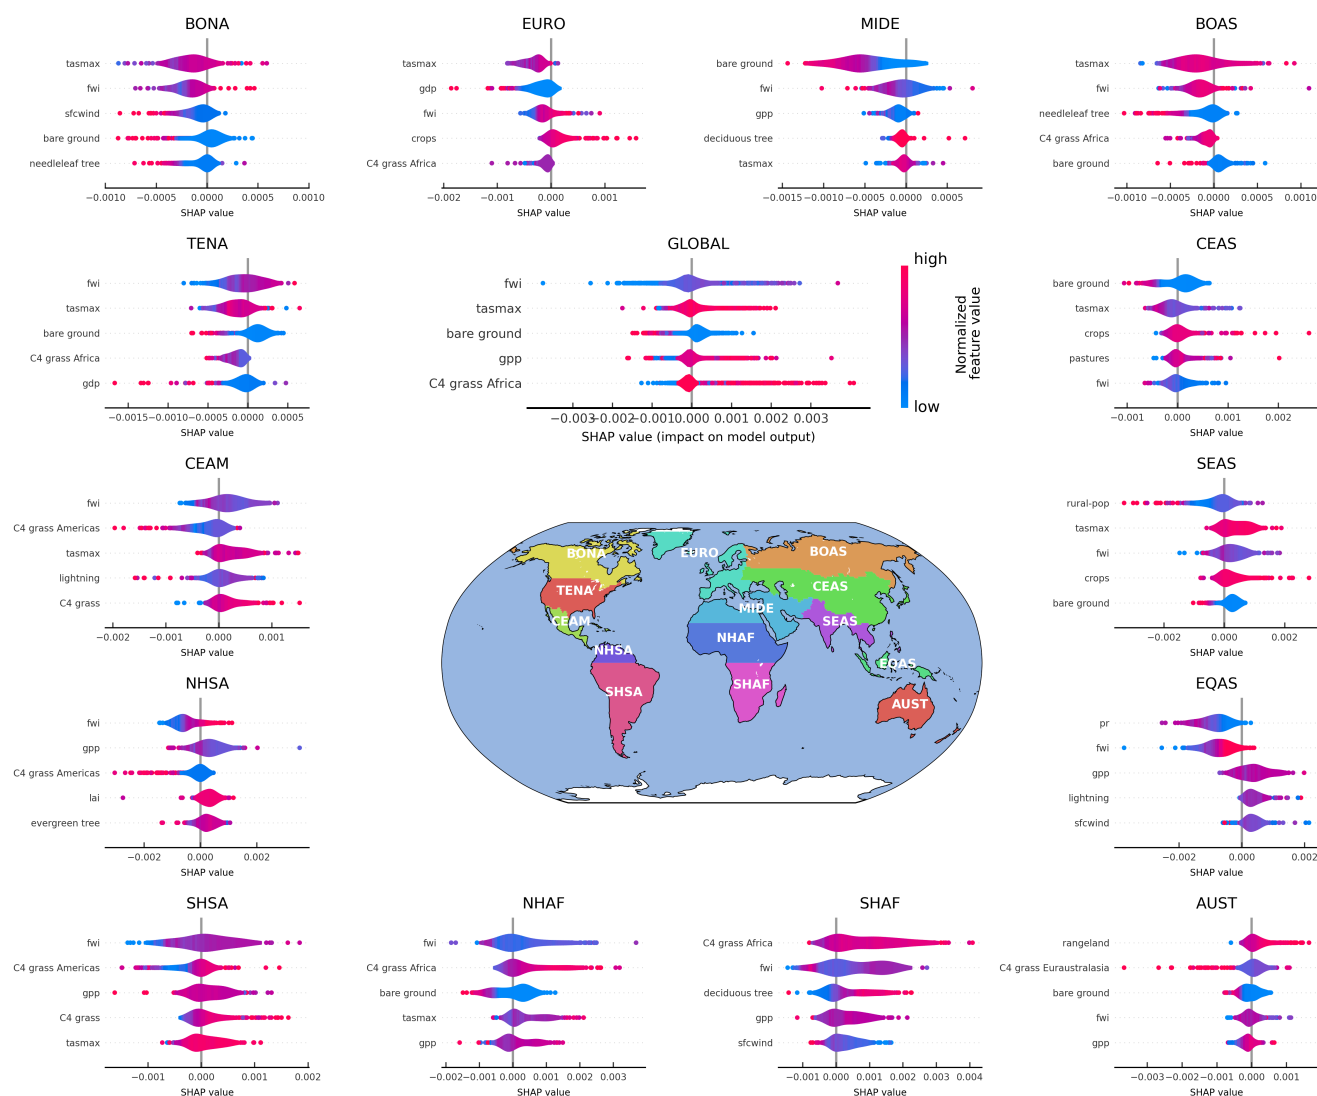 BONA
tasmax
fwi
sfcwind
bare ground
needleleaf tree
−0.0010 −0.0005 0.0000 0.0005 0.0010
SHAP value
EURO
tasmax
gdp
fwi
crops
C4 grass Africa
−0.002 −0.001 0.000 0.001
SHAP value
MIDE
bare ground
fwi
gpp
deciduous tree
tasmax
−0.0015 −0.0010 −0.0005 0.0000 0.0005
SHAP value
BOAS
tasmax
fwi
needleleaf tree
C4 grass Africa
bare ground
−0.0010 −0.0005 0.0000 0.0005 0.0010
SHAP value
TENA
fwi
tasmax
bare ground
C4 grass Africa
gdp
−0.0015 −0.0010 −0.0005 0.0000 0.0005
SHAP value
GLOBAL
fwi
tasmax
bare ground
gpp
C4 grass Africa
−0.003 −0.002 −0.001 0.000 0.001 0.002 0.003
SHAP value (impact on model output)
high
Normalized
feature value
low
CEAS
bare ground
tasmax
crops
pastures
fwi
−0.001 0.000 0.001 0.002
SHAP value
CEAM
fwi
C4 grass Americas
tasmax
lightning
C4 grass
−0.002 −0.001 0.000 0.001
SHAP value
SEAS
rural-pop
tasmax
fwi
crops
bare ground
−0.002 0.000 0.002
SHAP value
BONA
EURO
BOAS
TENA
CEAS
MIDE
CEAM
SEAS
NHAF
NHSA
EQAS
SHAF
SHSA
AUST
NHSA
fwi
gpp
C4 grass Americas
lai
evergreen tree
−0.002 0.000 0.002
SHAP value
EQAS
pr
fwi
gpp
lightning
sfcwind
−0.002 0.000 0.002
SHAP value
SHSA
fwi
C4 grass Americas
gpp
C4 grass
tasmax
−0.001 0.000 0.001 0.002
SHAP value
NHAF
fwi
C4 grass Africa
bare ground
tasmax
gpp
−0.002 −0.001 0.000 0.001 0.002 0.003
SHAP value
SHAF
C4 grass Africa
fwi
deciduous tree
gpp
sfcwind
−0.001 0.000 0.001 0.002 0.003 0.004
SHAP value
AUST
rangeland
C4 grass Euraustralasia
bare ground
fwi
gpp
−0.003 −0.002 −0.001 0.000 0.001
SHAP value